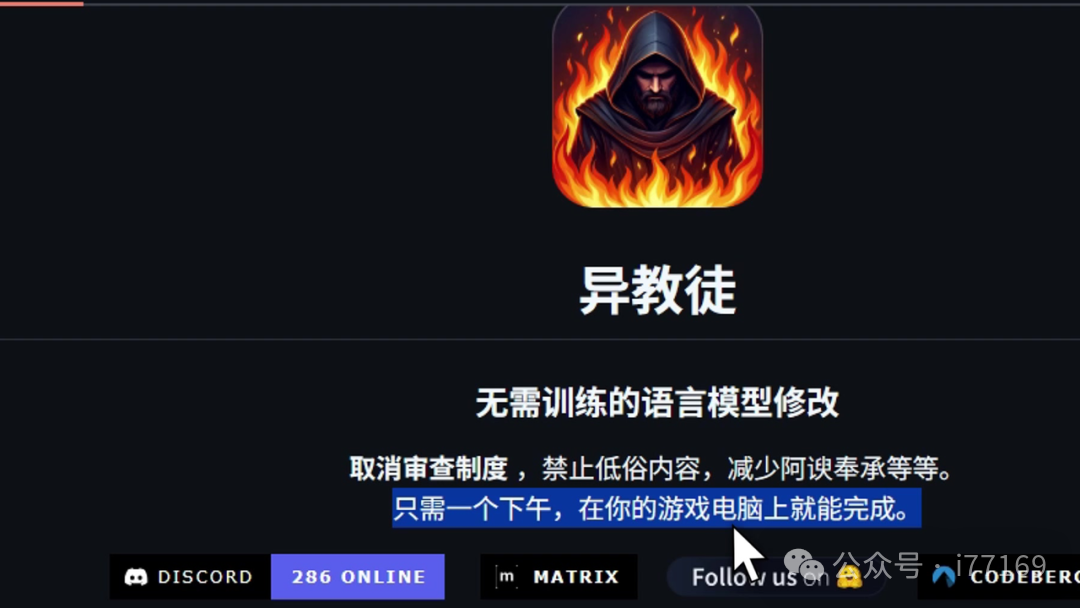 异教徒
无需训练的语言模型修改
取消审查制度，禁止低俗内容，减少阿谀奉承等等。
只需一个下午，在你的游戏电脑上就能完成。
DISCORD 286 ONLINE m MATRIX Follow us on 🤗 CODEBERG
公众号 · i77169